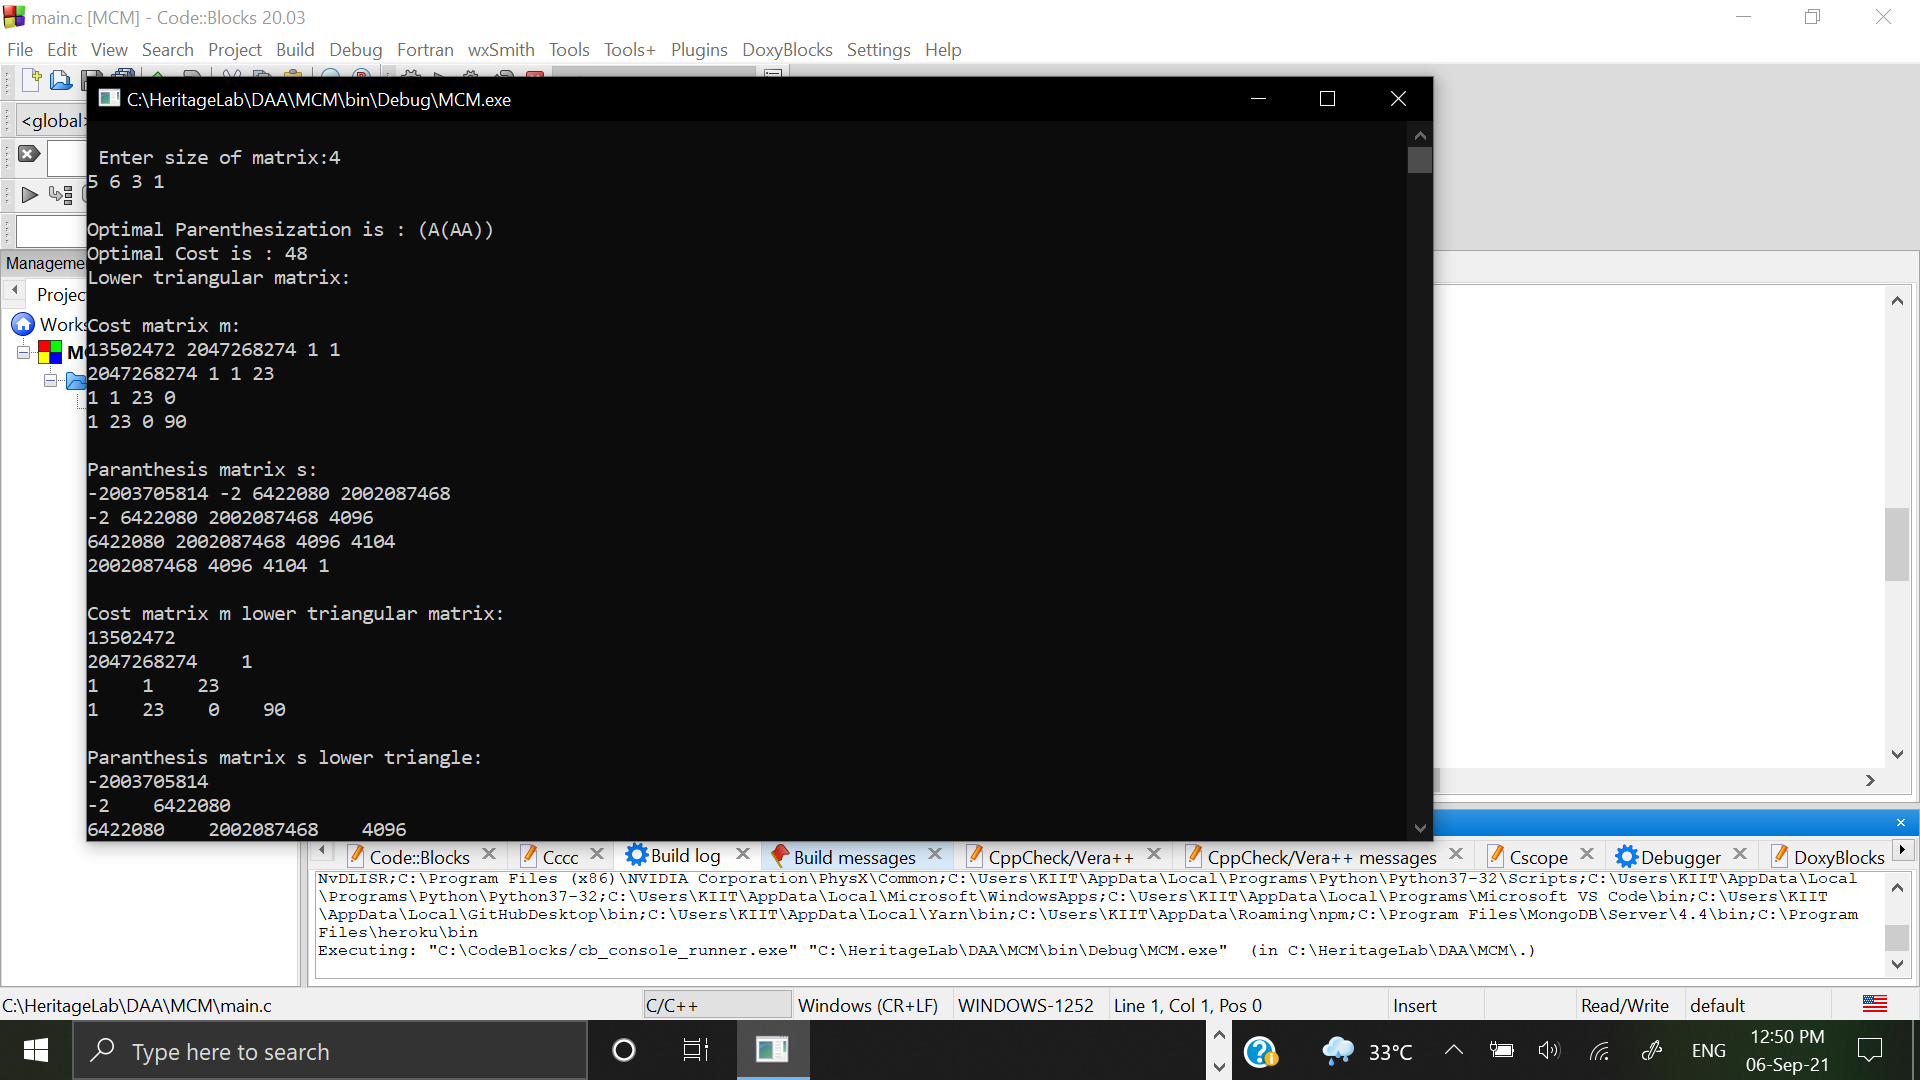 main.c [MCM] - Code::Blocks 20.03
File Edit View Search Project Build Debug Fortran wxSmith Tools Tools+ Plugins DoxyBlocks Settings Help
C:\HeritageLab\DAA\MCM\bin\Debug\MCM.exe
<global>
Enter size of matrix:4
5 6 3 1
Optimal Parenthesization is : (A(AA))
Optimal Cost is : 48
Lower triangular matrix:
Manageme
Projec
Works
Cost matrix m:
13502472 2047268274 1 1
2047268274 1 1 23
1 1 23 0
1 23 0 90
Paranthesis matrix s:
-2003705814 -2 6422080 2002087468
-2 6422080 2002087468 4096
6422080 2002087468 4096 4104
2002087468 4096 4104 1
Cost matrix m lower triangular matrix:
13502472
2047268274 1
1 1 23
1 23 0 90
Paranthesis matrix s lower triangle:
-2003705814
-2 6422080
6422080 2002087468 4096
Code::Blocks Cccc Build log Build messages CppCheck/Vera++ CppCheck/Vera++ messages Cscope Debugger DoxyBlocks
NvDLISR;C:\Program Files (x86)\NVIDIA Corporation\PhysX\Common;C:\Users\KIIT\AppData\Local\Programs\Python\Python37-32\Scripts;C:\Users\KIIT\AppData\Local
\Programs\Python\Python37-32;C:\Users\KIIT\AppData\Local\Microsoft\WindowsApps;C:\Users\KIIT\AppData\Local\Programs\Microsoft VS Code\bin;C:\Users\KIIT
\AppData\Local\GitHubDesktop\bin;C:\Users\KIIT\AppData\Local\Yarn\bin;C:\Users\KIIT\AppData\Roaming\npm;C:\Program Files\MongoDB\Server\4.4\bin;C:\Program
Files\heroku\bin
Executing: "C:\CodeBlocks/cb_console_runner.exe" "C:\HeritageLab\DAA\MCM\bin\Debug\MCM.exe" (in C:\HeritageLab\DAA\MCM\.)
C:\HeritageLab\DAA\MCM\main.c C/C++ Windows (CR+LF) WINDOWS-1252 Line 1, Col 1, Pos 0 Insert Read/Write default
Type here to search 33°C ENG 12:50 PM
06-Sep-21